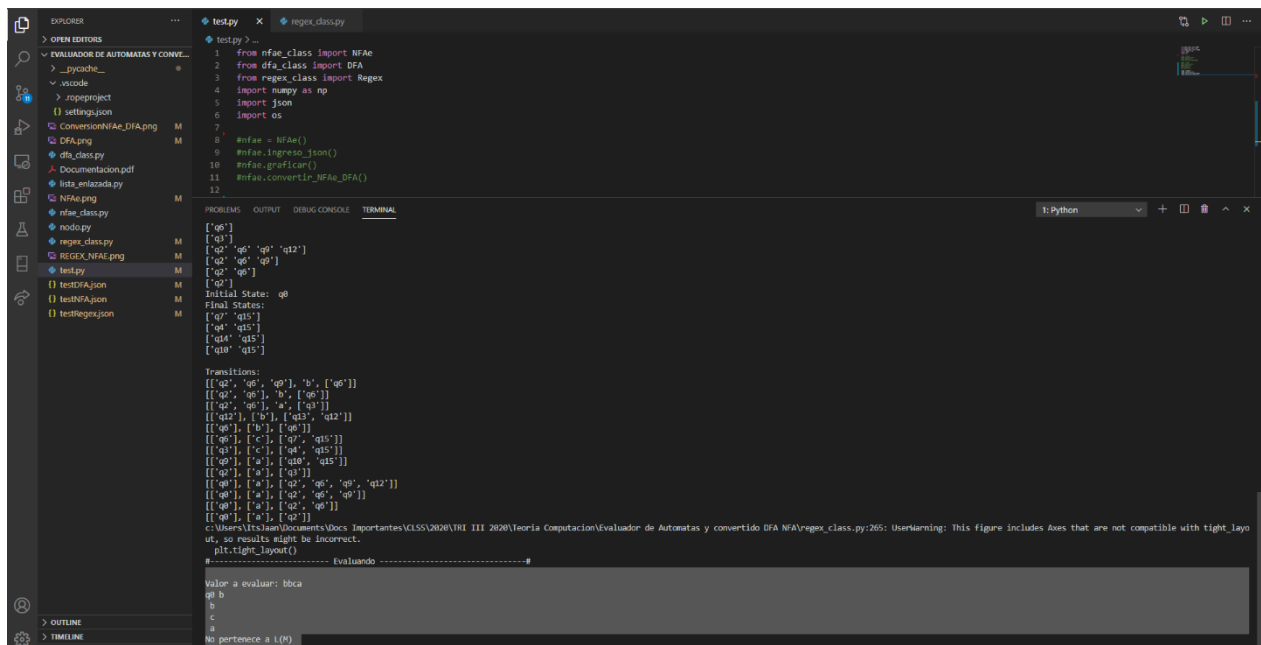 EXPLORER
···
> OPEN EDITORS
EVALUADOR DE AUTOMATAS Y CONVE...
> __pycache__
.vscode
> .ropeproject
{} settings.json
ConversionNFAe_DFA.png M
DFA.png M
dfa_class.py
Documentacion.pdf
lista_enlazada.py
NFAe.png M
nfae_class.py
nodo.py
regex_class.py M
REGEX_NFAE.png M
test.py M
{} testDFA.json M
{} testNFA.json M
{} testRegex.json M
> OUTLINE
> TIMELINE
11
test.py × regex_class.py
test.py > ...
1 from nfae_class import NFAe
2 from dfa_class import DFA
3 from regex_class import Regex
4 import numpy as np
5 import json
6 import os
7
8 #nfae = NFAe()
9 #nfae.ingreso_json()
10 #nfae.graficar()
11 #nfae.convertir_NFAe_DFA()
12
PROBLEMS OUTPUT DEBUG CONSOLE TERMINAL
1: Python
['q6']
['q3']
['q2' 'q6' 'q9' 'q12']
['q2' 'q6' 'q9']
['q2' 'q6']
['q2']
Initial State: q0
Final States:
['q7' 'q15']
['q4' 'q15']
['q14' 'q15']
['q10' 'q15']
Transitions:
[['q2', 'q6', 'q9'], 'b', ['q6']]
[['q2', 'q6'], 'b', ['q6']]
[['q2', 'q6'], 'a', ['q3']]
[['q12'], ['b'], ['q13', 'q12']]
[['q6'], ['b'], ['q6']]
[['q6'], ['c'], ['q7', 'q15']]
[['q3'], ['c'], ['q4', 'q15']]
[['q9'], ['a'], ['q10', 'q15']]
[['q2'], ['a'], ['q3']]
[['q0'], ['a'], ['q2', 'q6', 'q9', 'q12']]
[['q0'], ['a'], ['q2', 'q6', 'q9']]
[['q0'], ['a'], ['q2', 'q6']]
[['q0'], ['a'], ['q2']]
c:\Users\ItsJaan\Documents\Docs Importantes\CLSS\2020\TRI III 2020\Teoria Computacion\Evaluador de Automatas y convertido DFA NFA\regex_class.py:265: UserWarning: This figure includes Axes that are not compatible with tight_layo
ut, so results might be incorrect.
plt.tight_layout()
#------------------------- Evaluando -------------------------------#
Valor a evaluar: bbca
q0 b
b
c
a
No pertenece a L(M)